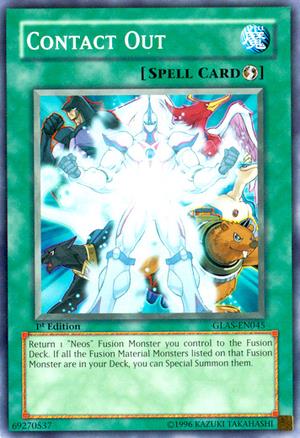 CONTACT OUT
魔
[SPELL CARD]
1st Edition
GLAS-EN045
Return 1 "Neos" Fusion Monster you control to the Fusion
Deck. If all the Fusion Material Monsters listed on that
Fusion Monster are in your Deck, you can Special Summon them.
69270537
©1996 KAZUKI TAKAHASHI